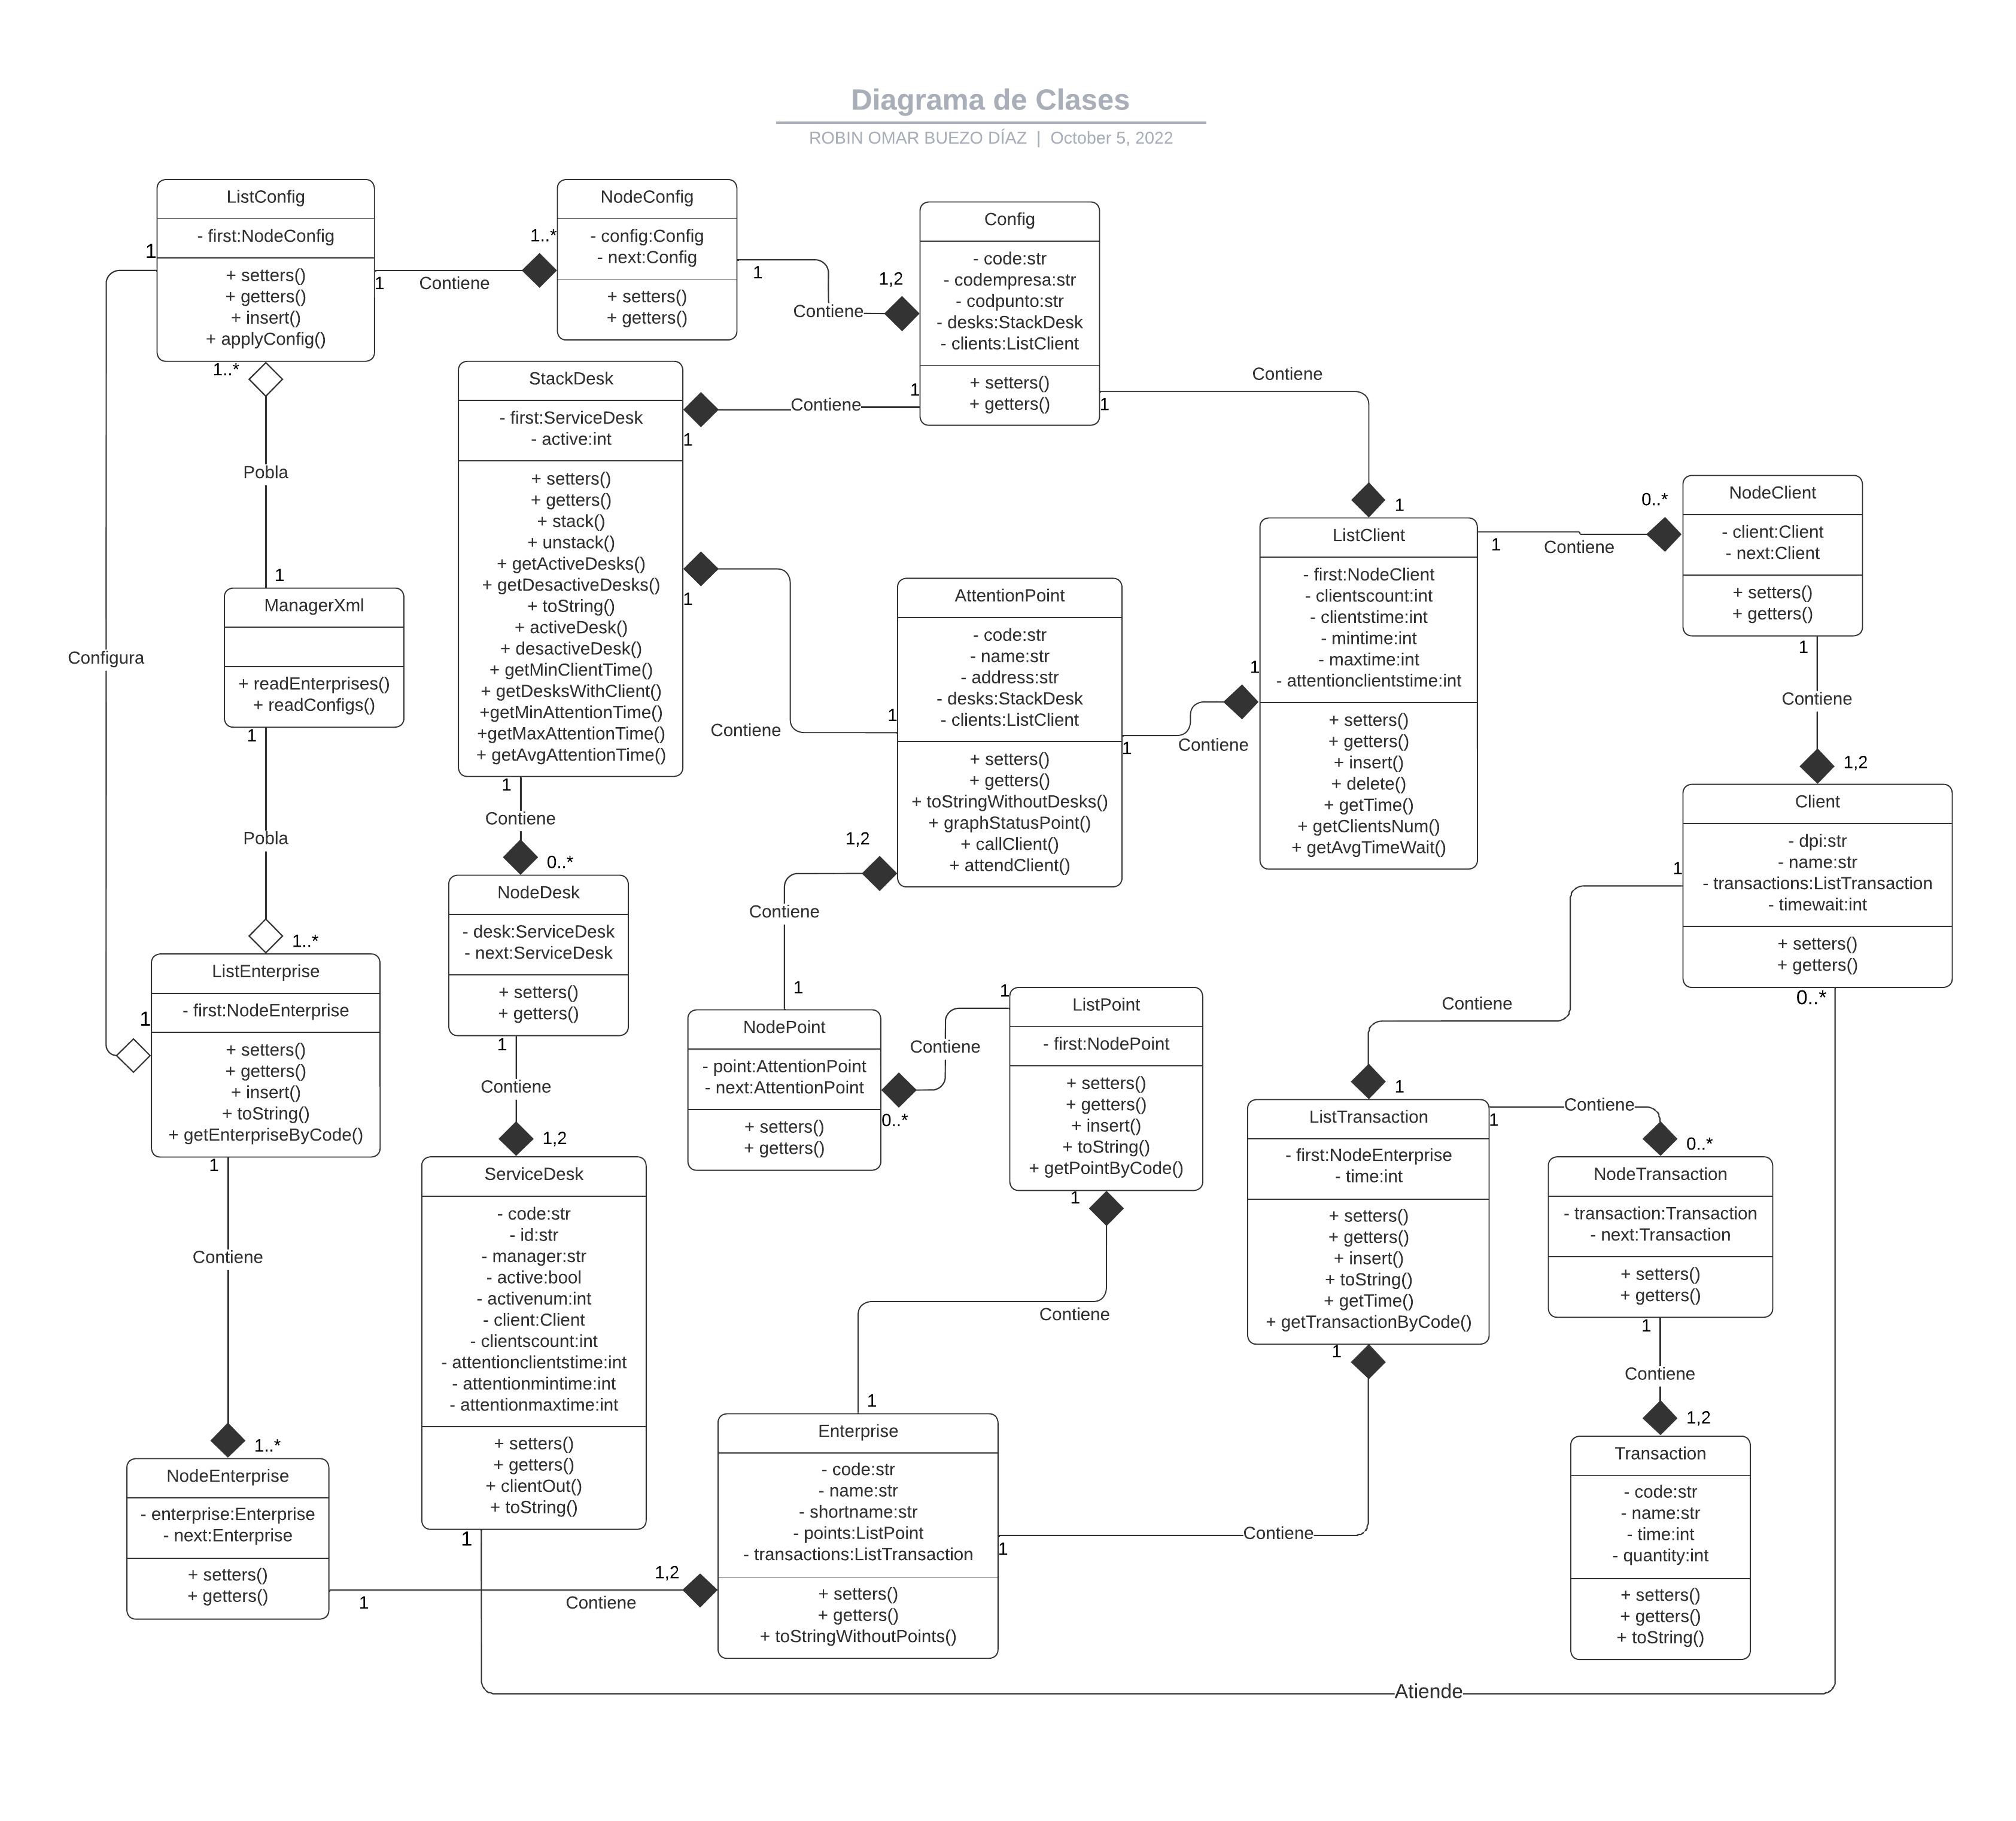 Diagrama de Clases
ROBIN OMAR BUEZO DÍAZ | October 5, 2022
ListConfig
- first:NodeConfig
+ setters()
+ getters()
+ insert()
+ applyConfig()
1
1
Contiene
1..*
NodeConfig
- config:Config
- next:Config
+ setters()
+ getters()
1
Contiene
1,2
Config
- code:str
- codempresa:str
- codpunto:str
- desks:StackDesk
- clients:ListClient
+ setters()
+ getters()
1
Contiene
1
1
Contiene
1
1..*
Pobla
1
Configura
ManagerXml
+ readEnterprises()
+ readConfigs()
1
Pobla
1..*
StackDesk
- first:ServiceDesk
- active:int
+ setters()
+ getters()
+ stack()
+ unstack()
+ getActiveDesks()
+ getDesactiveDesks()
+ toString()
+ activeDesk()
+ desactiveDesk()
+ getMinClientTime()
+ getDesksWithClient()
+getMinAttentionTime()
+getMaxAttentionTime()
+ getAvgAttentionTime()
1
Contiene
1
AttentionPoint
- code:str
- name:str
- address:str
- desks:StackDesk
- clients:ListClient
+ setters()
+ getters()
+ toStringWithoutDesks()
+ graphStatusPoint()
+ callClient()
+ attendClient()
1
Contiene
1
ListClient
- first:NodeClient
- clientscount:int
- clientstime:int
- mintime:int
- maxtime:int
- attentionclientstime:int
+ setters()
+ getters()
+ insert()
+ delete()
+ getTime()
+ getClientsNum()
+ getAvgTimeWait()
1
Contiene
0..*
NodeClient
- client:Client
- next:Client
+ setters()
+ getters()
1
Contiene
1,2
Client
- dpi:str
- name:str
- transactions:ListTransaction
- timewait:int
+ setters()
+ getters()
1
0..*
Contiene
1
1
Contiene
0..*
NodeDesk
- desk:ServiceDesk
- next:ServiceDesk
+ setters()
+ getters()
1
Contiene
1,2
1,2
Contiene
1
NodePoint
- point:AttentionPoint
- next:AttentionPoint
+ setters()
+ getters()
0..*
Contiene
1
ListPoint
- first:NodePoint
+ setters()
+ getters()
+ insert()
+ toString()
+ getPointByCode()
1
Contiene
1
ListEnterprise
- first:NodeEnterprise
+ setters()
+ getters()
+ insert()
+ toString()
+ getEnterpriseByCode()
1
1
Contiene
1..*
ServiceDesk
- code:str
- id:str
- manager:str
- active:bool
- activenum:int
- client:Client
- clientscount:int
- attentionclientstime:int
- attentionmintime:int
- attentionmaxtime:int
+ setters()
+ getters()
+ clientOut()
+ toString()
1
ListTransaction
- first:NodeEnterprise
- time:int
+ setters()
+ getters()
+ insert()
+ toString()
+ getTime()
+ getTransactionByCode()
1
Contiene
0..*
1
NodeTransaction
- transaction:Transaction
- next:Transaction
+ setters()
+ getters()
1
Contiene
1,2
Transaction
- code:str
- name:str
- time:int
- quantity:int
+ setters()
+ getters()
+ toString()
NodeEnterprise
- enterprise:Enterprise
- next:Enterprise
+ setters()
+ getters()
1
Contiene
1,2
Enterprise
- code:str
- name:str
- shortname:str
- points:ListPoint
- transactions:ListTransaction
+ setters()
+ getters()
+ toStringWithoutPoints()
1
Contiene
Atiende